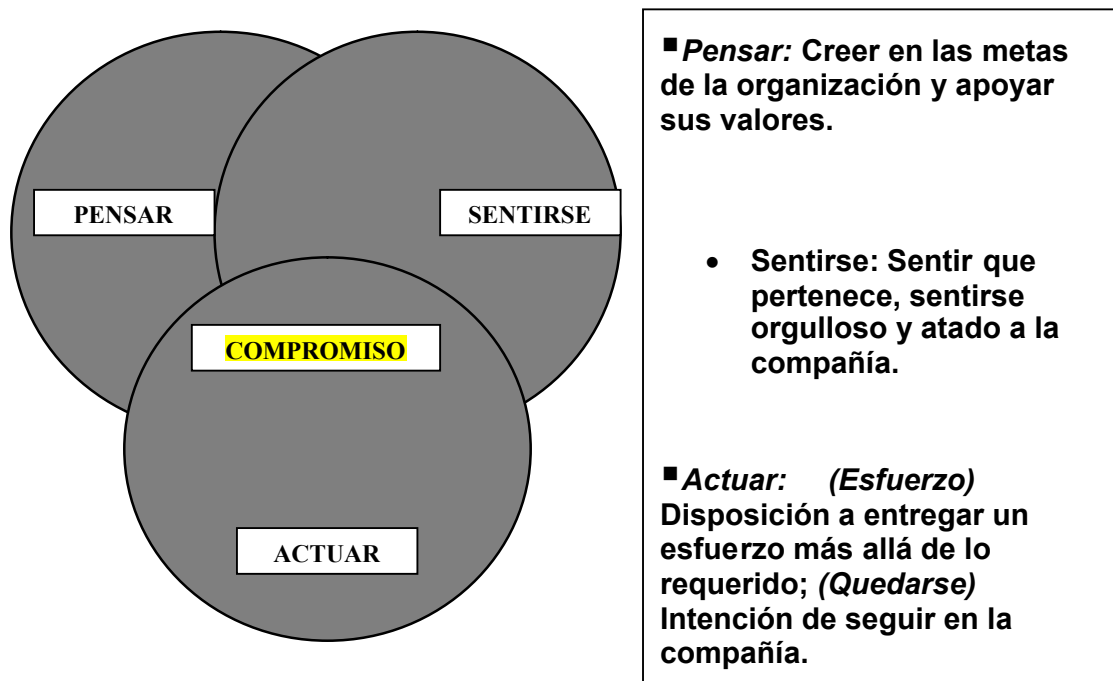 PENSAR
SENTIRSE
COMPROMISO
ACTUAR
▪Pensar: Creer en las metas
de la organización y apoyar
sus valores.
• Sentirse: Sentir que
pertenece, sentirse
orgulloso y atado a la
compañía.
▪Actuar: (Esfuerzo)
Disposición a entregar un
esfuerzo más allá de lo
requerido; (Quedarse)
Intención de seguir en la
compañía.